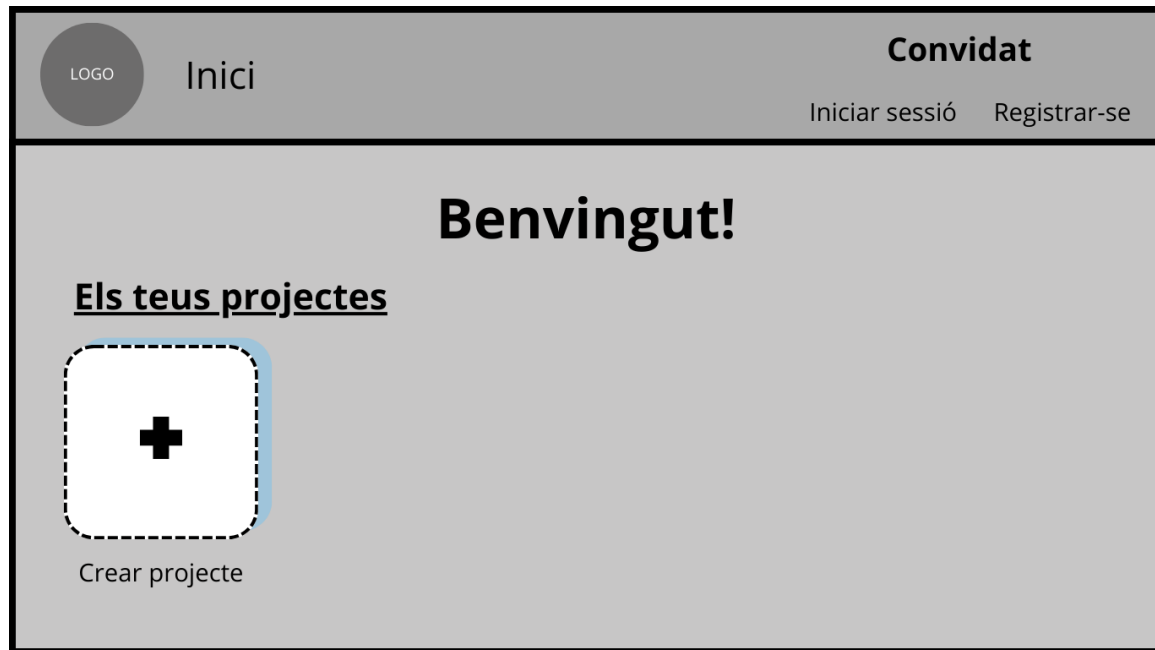 LOGO
Inici
Convidat
Iniciar sessió
Registrar-se
Benvingut!
Els teus projectes
Crear projecte